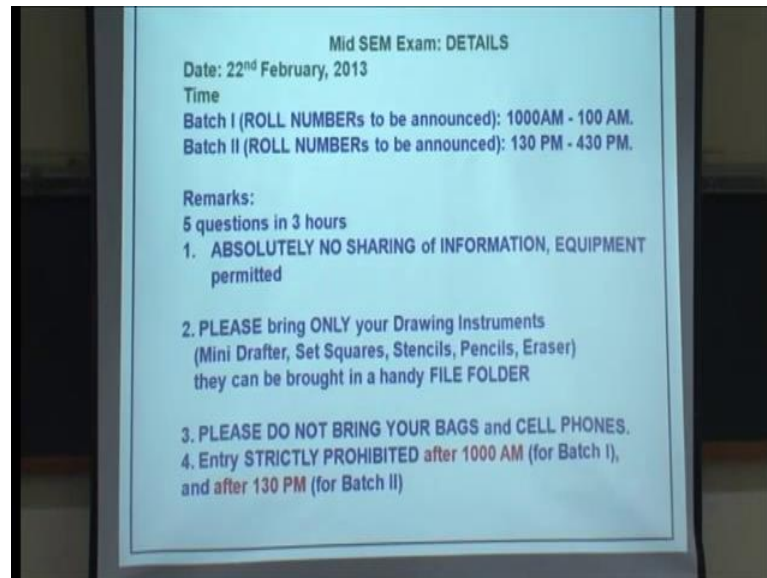 Mid SEM Exam: DETAILS
Date: 22nd February, 2013
Time
Batch I (ROLL NUMBERs to be announced): 1000AM - 100 AM.
Batch II (ROLL NUMBERs to be announced): 130 PM - 430 PM.
Remarks:
5 questions in 3 hours
1. ABSOLUTELY NO SHARING of INFORMATION, EQUIPMENT
permitted
2. PLEASE bring ONLY your Drawing Instruments
(Mini Drafter, Set Squares, Stencils, Pencils, Eraser)
they can be brought in a handy FILE FOLDER
3. PLEASE DO NOT BRING YOUR BAGS and CELL PHONES.
4. Entry STRICTLY PROHIBITED after 1000 AM (for Batch I),
and after 130 PM (for Batch II)